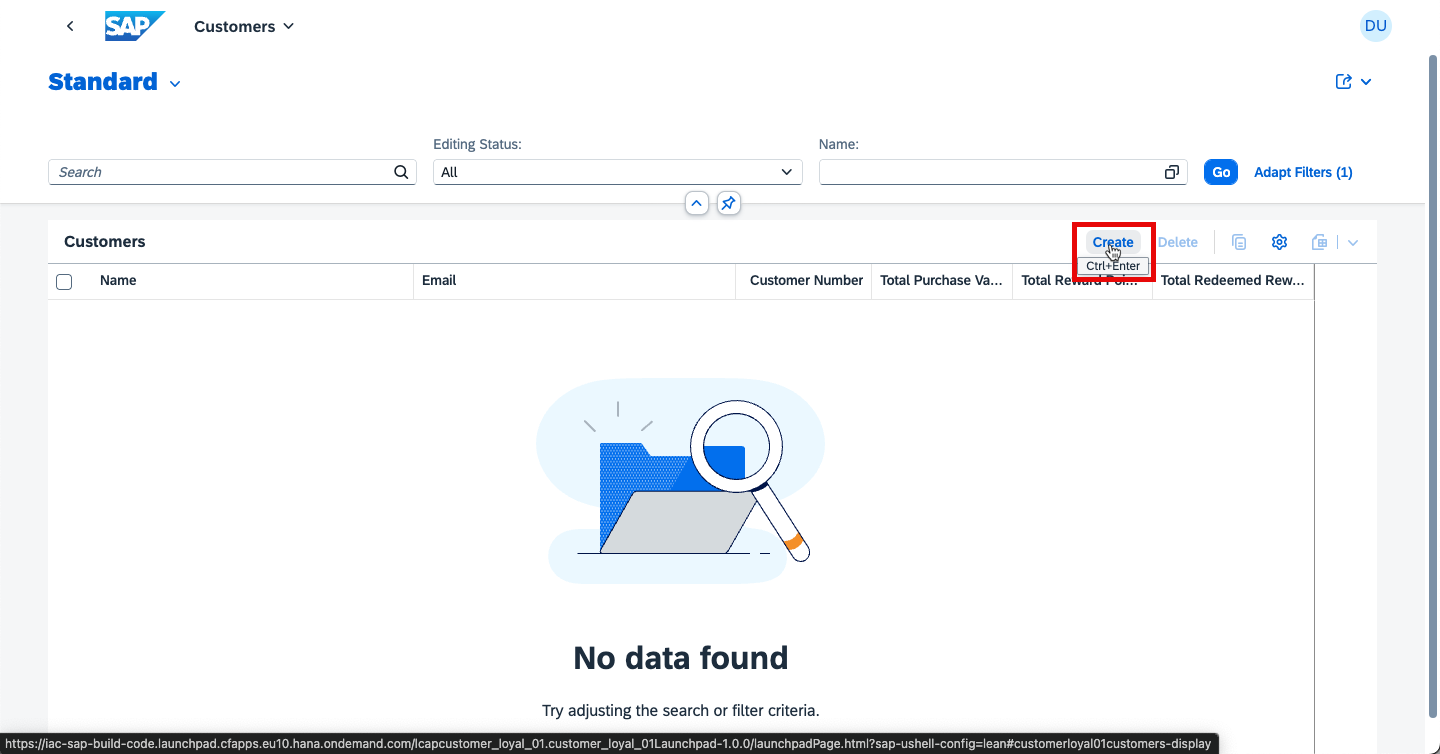 SAP
Customers
DU
Standard
Editing Status:
Name:
Search
All
Go
Adapt Filters (1)
Customers
Create
Delete
Ctrl+Enter
Name
Email
Customer Number
Total Purchase Va...
Total Reward Poi...
Total Redeemed Rew...
No data found
Try adjusting the search or filter criteria.
https://iac-sap-build-code.launchpad.cfapps.eu10.hana.ondemand.com/lcapcustomer_loyal_01.customer_loyal_01Launchpad-1.0.0/launchpadPage.html?sap-ushell-config=lean#customerloyal01customers-display